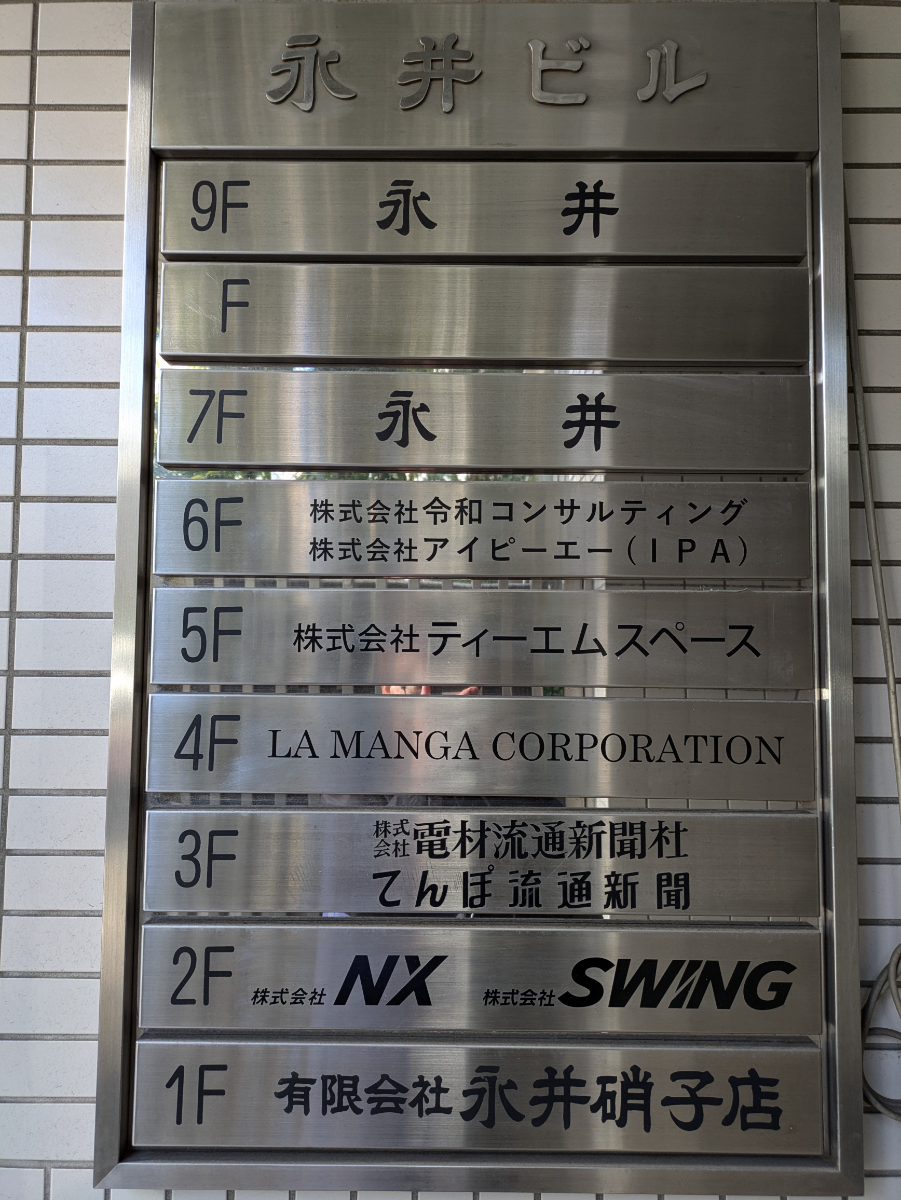 永井ビル
9F 永井
F
7F 永井
6F 株式会社令和コンサルティング
株式会社アイピーエー(IPA)
5F 株式会社ティーエムスペース
4F LA MANGA CORPORATION
3F 株式会社電材流通新聞社
てんぽ流通新聞
2F 株式会社NX 株式会社SWING
1F 有限会社永井硝子店